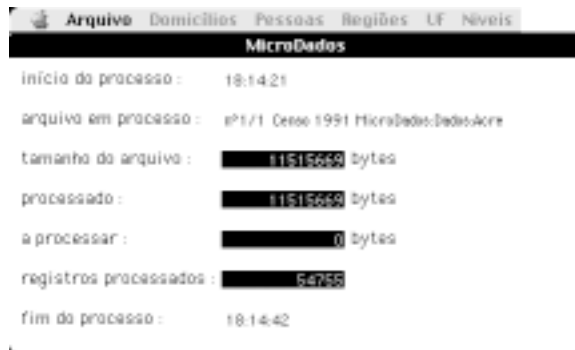 Arquivo Domicílios Pessoas Regiões UF Níveis
MicroDados
início do processo : 18:14:21
arquivo em processo : nº1/1 Censo 1991 MicroDados:Dados:Acre
tamanho do arquivo : 11515669 bytes
processado : 11515669 bytes
a processar : 0 bytes
registros processados : 54755
fim do processo : 18:14:42